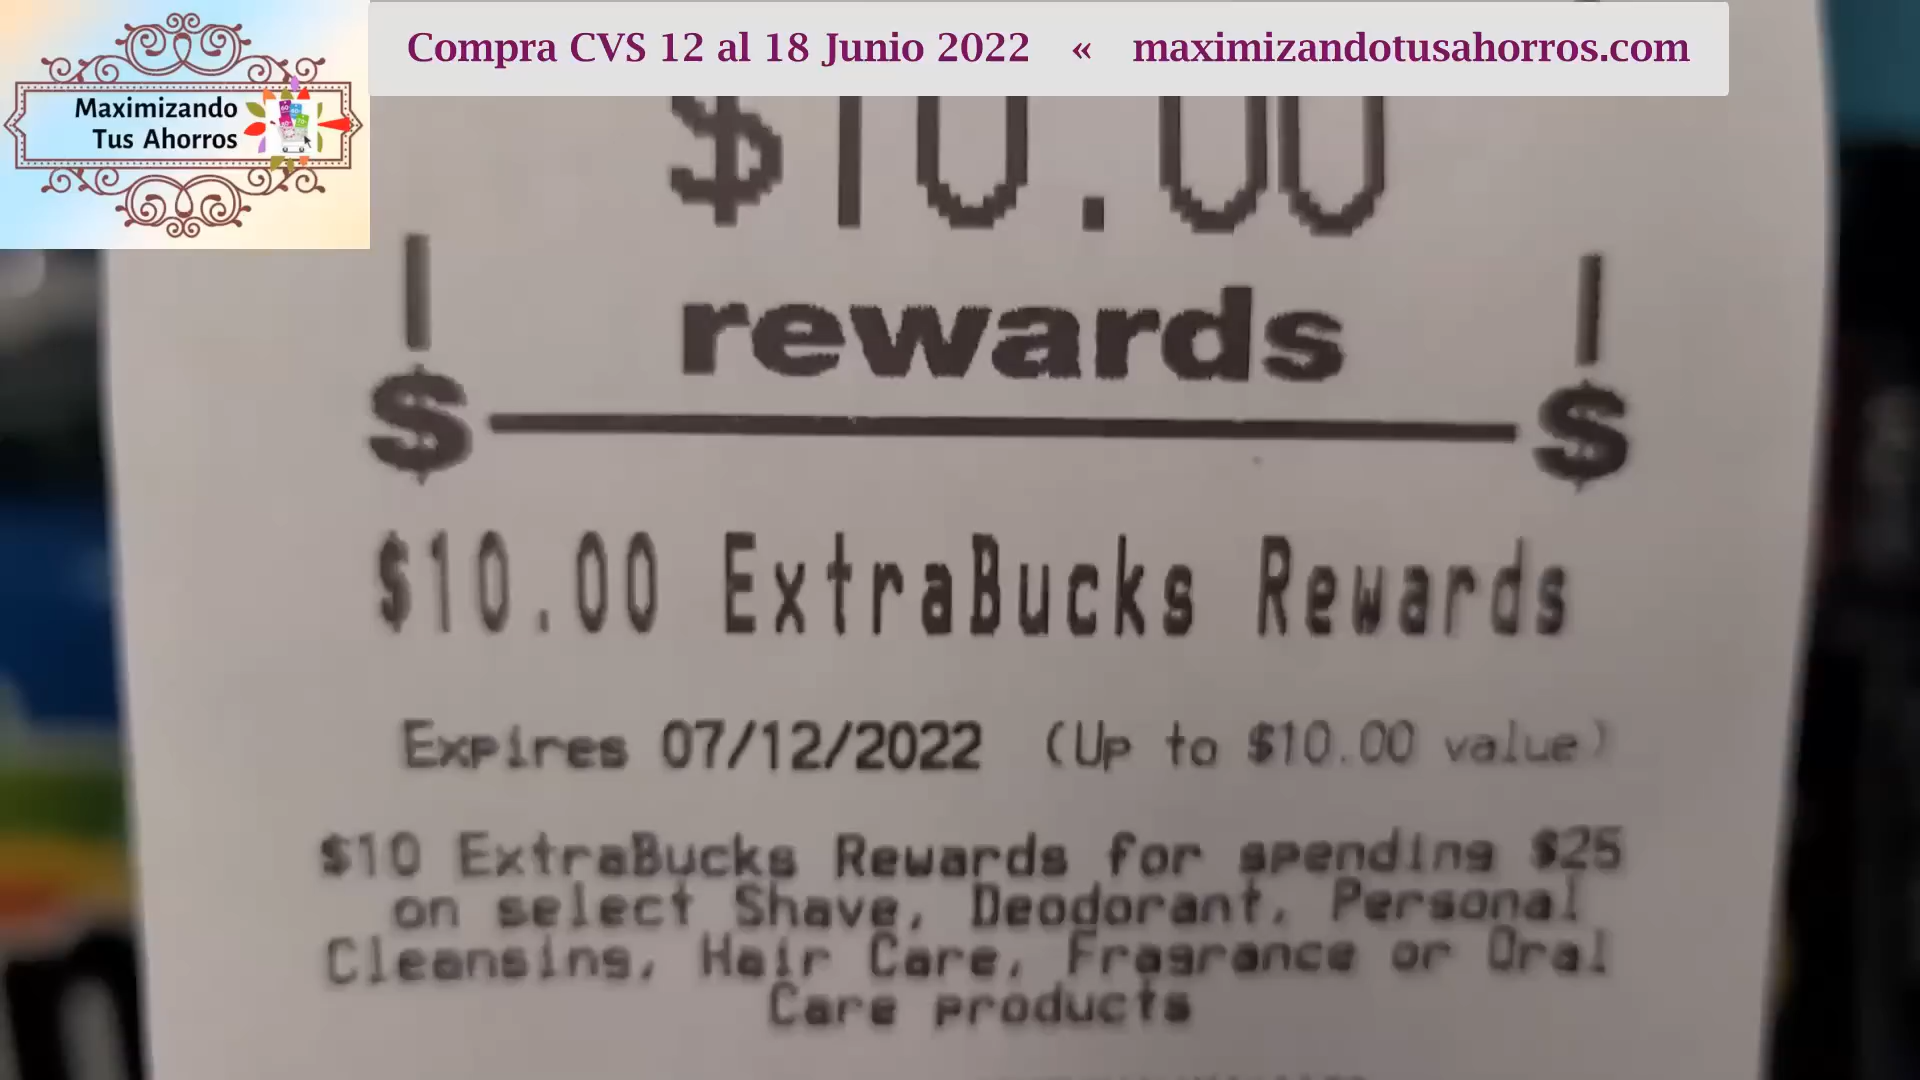 Compra CVS 12 al 18 Junio 2022 « maximizandotusahorros.com
Maximizando
Tus Ahorros
$10.00
rewards
$ $
$10.00 ExtraBucks Rewards
Expires 07/12/2022 (Up to $10.00 value)
$10 ExtraBucks Rewards for spending $25
on select Shave, Deodorant, Personal
Cleansing, Hair Care, Fragrance or Oral
Care products